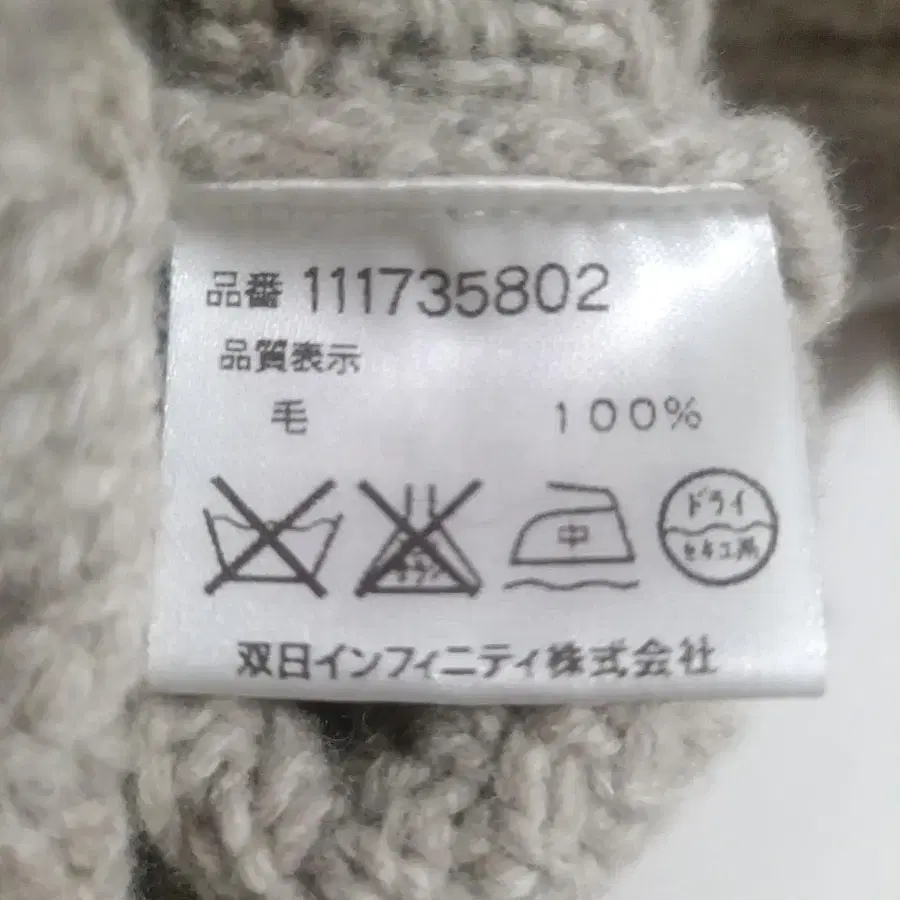 品番 111735802
品質表示
毛 100%
中
ドライ
セキユ系
双日インフィニティ株式会社